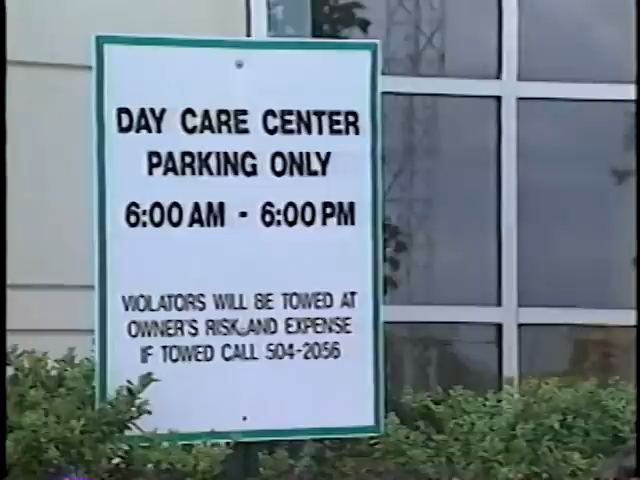 DAY CARE CENTER
PARKING ONLY
6:00 AM - 6:00 PM
VIOLATORS WILL BE TOWED AT
OWNER'S RISK AND EXPENSE
IF TOWED CALL 504-2056